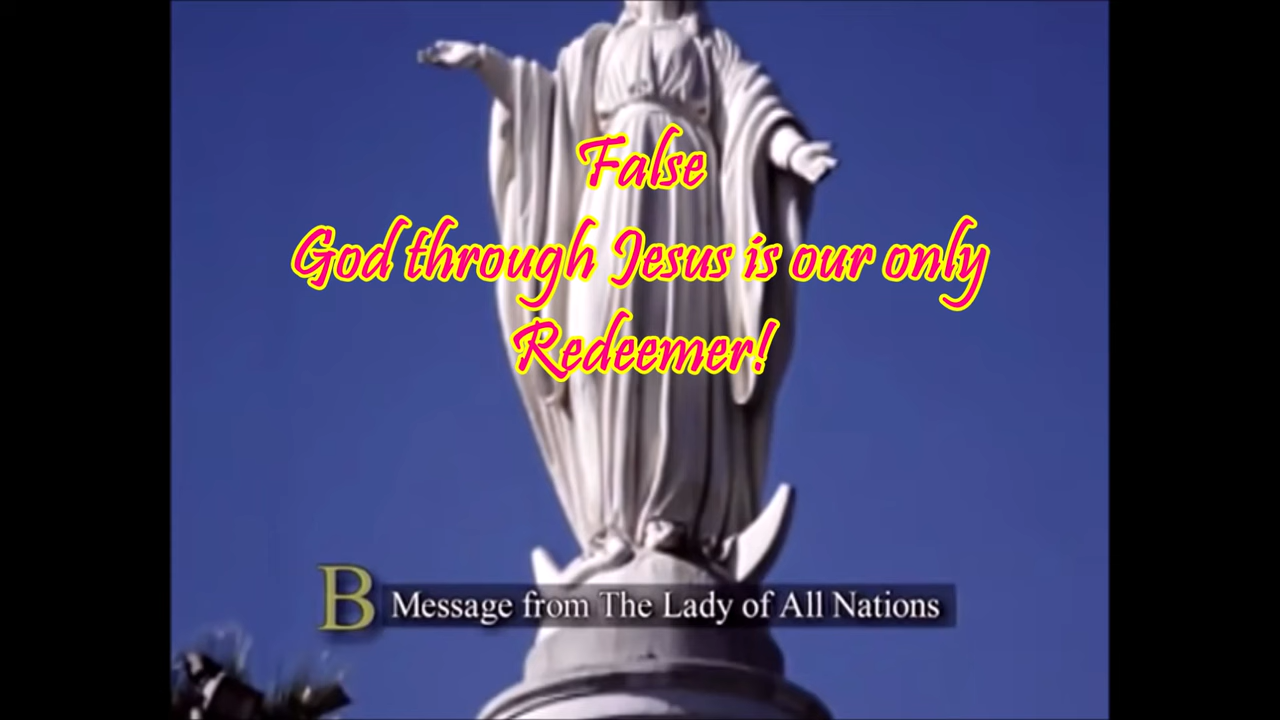 False
God through Jesus is our only
Redeemer!
B Message from The Lady of All Nations